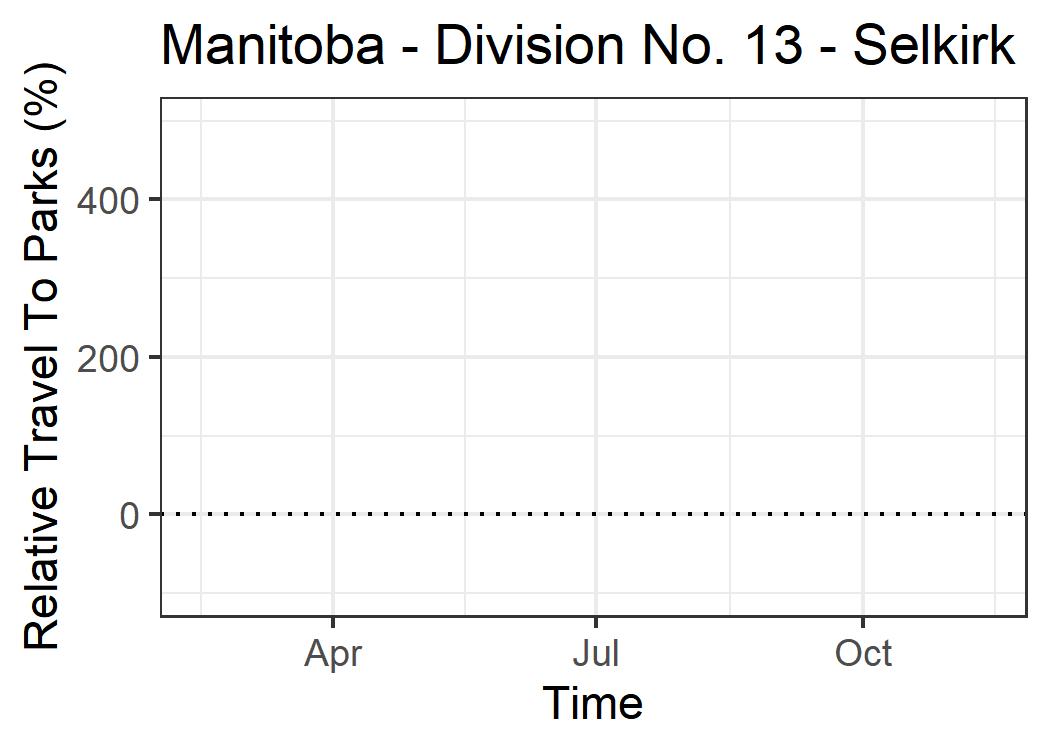 Manitoba - Division No. 13 - Selkirk
Relative Travel To Parks (%)
400
200
0
Apr
Jul
Oct
Time